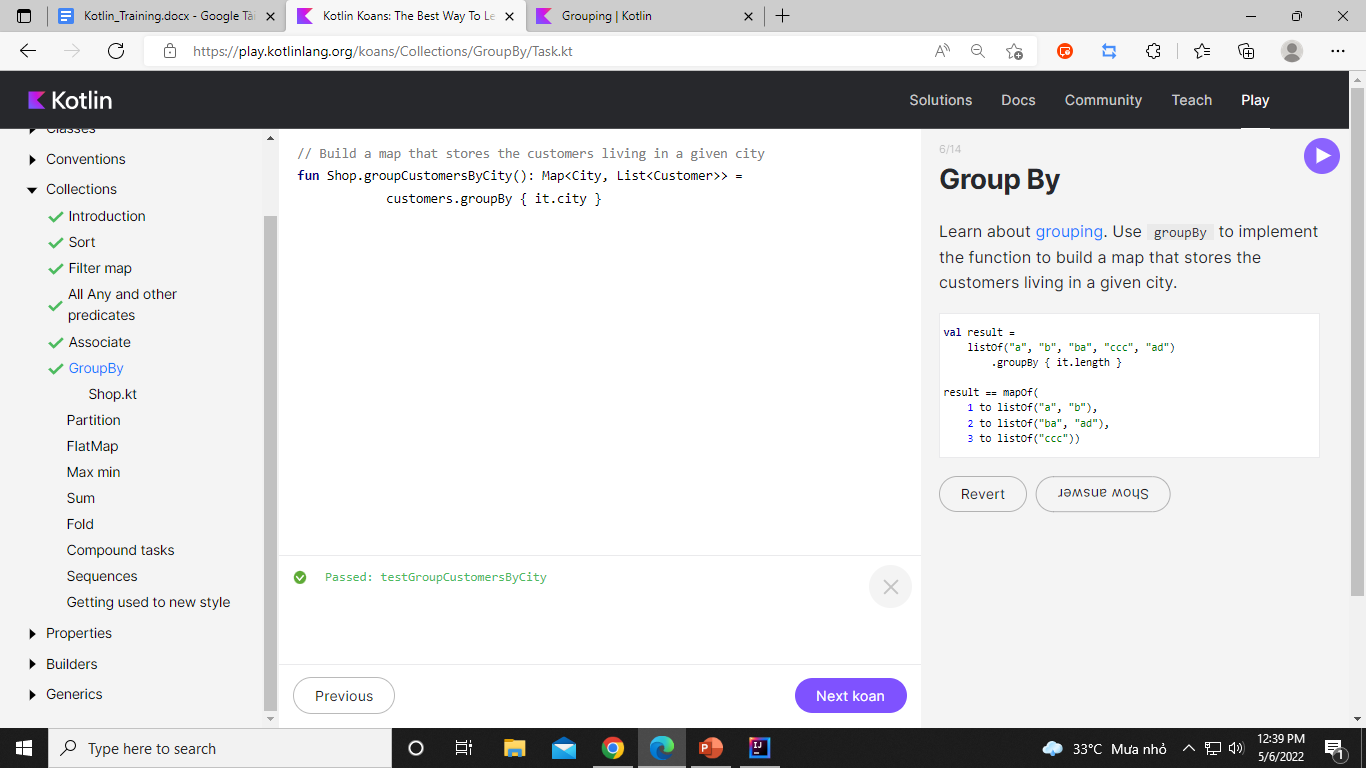 Kotlin_Training.docx - Google Tà
Kotlin Koans: The Best Way To Le
Grouping | Kotlin
https://play.kotlinlang.org/koans/Collections/GroupBy/Task.kt
Kotlin
Solutions
Docs
Community
Teach
Play
Classes
Conventions
Collections
Introduction
Sort
Filter map
All Any and other
predicates
Associate
GroupBy
Shop.kt
Partition
FlatMap
Max min
Sum
Fold
Compound tasks
Sequences
Getting used to new style
Properties
Builders
Generics
// Build a map that stores the customers living in a given city
fun Shop.groupCustomersByCity(): Map<City, List<Customer>> =
customers.groupBy { it.city }
Passed: testGroupCustomersByCity
Previous
Next koan
6/14
Group By
Learn about grouping. Use groupBy to implement
the function to build a map that stores the
customers living in a given city.
val result =
listOf("a", "b", "ba", "ccc", "ad")
.groupBy { it.length }
result == mapOf(
1 to listOf("a", "b"),
2 to listOf("ba", "ad"),
3 to listOf("ccc"))
Revert
Show answer
Type here to search
33°C Mưa nhỏ
12:39 PM
5/6/2022
1